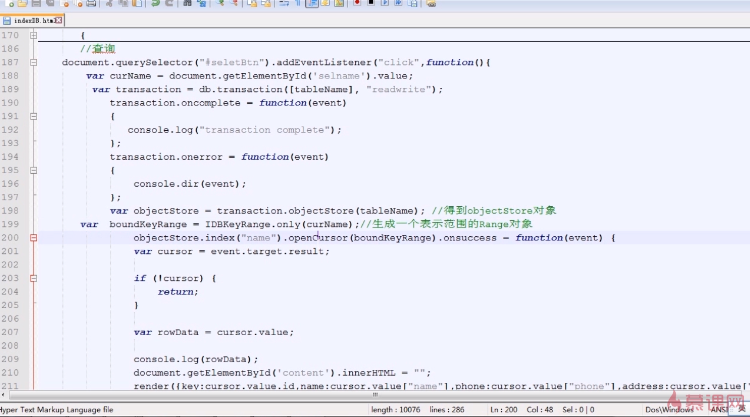 indexDB.html
170 {
186 //查询
187 document.querySelector("#seletBtn").addEventListener("click",function(){
188 var curName = document.getElementById('selname').value;
189 var transaction = db.transaction([tableName], "readwrite");
190 transaction.oncomplete = function(event)
191 {
192 console.log("transaction complete");
193 };
194 transaction.onerror = function(event)
195 {
196 console.dir(event);
197 };
198 var objectStore = transaction.objectStore(tableName); //得到objectStore对象
199 var boundKeyRange = IDBKeyRange.only(curName);//生成一个表示范围的Range对象
200 objectStore.index("name").openCursor(boundKeyRange).onsuccess = function(event) {
201 var cursor = event.target.result;
202
203 if (!cursor) {
204 return;
205 }
206
207 var rowData = cursor.value;
208
209 console.log(rowData);
210 document.getElementById('content').innerHTML = "";
211 render({key:cursor.value.id,name:cursor.value["name"],phone:cursor.value["phone"],address:cursor.value["
Hyper Text Markup Language file length : 10076 lines : 286 Ln : 200 Col : 48 Sel : 0 | 0 Dos\Windows ANSI
慕课网